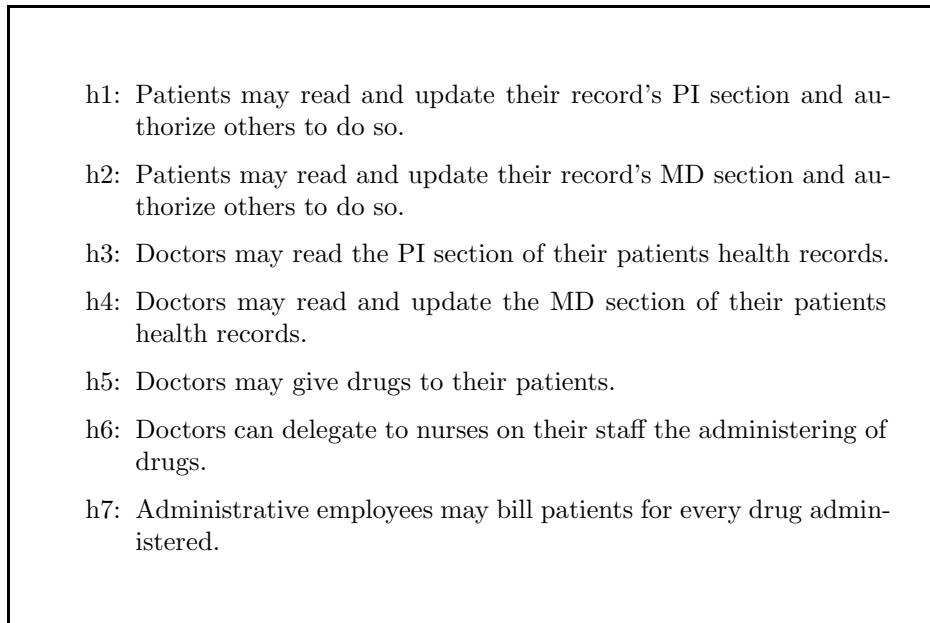 h1: Patients may read and update their record's PI section and au-
thorize others to do so.
h2: Patients may read and update their record's MD section and au-
thorize others to do so.
h3: Doctors may read the PI section of their patients health records.
h4: Doctors may read and update the MD section of their patients
health records.
h5: Doctors may give drugs to their patients.
h6: Doctors can delegate to nurses on their staff the administering of
drugs.
h7: Administrative employees may bill patients for every drug admin-
istered.